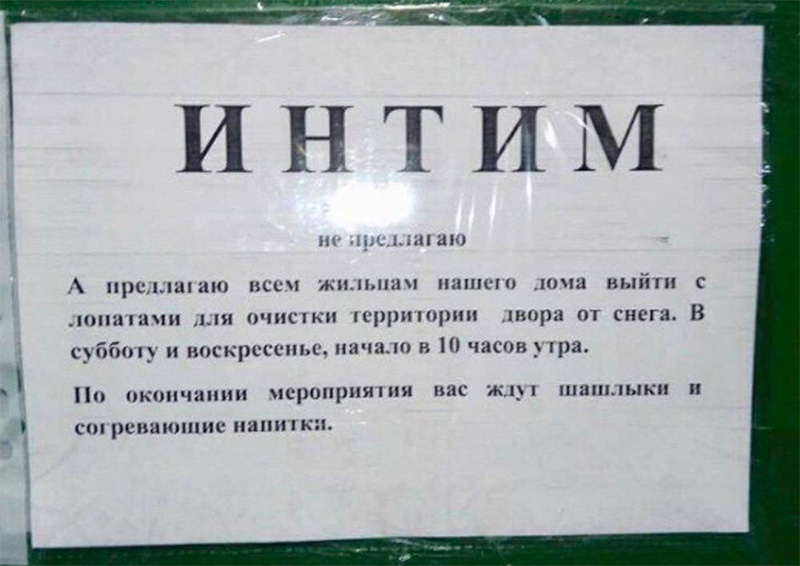 ИНТИМ
не предлагаю
А предлагаю всем жильцам нашего дома выйти с
лопатами для очистки территории двора от снега. В
субботу и воскресенье, начало в 10 часов утра.
По окончании мероприятия вас ждут шашлыки и
согревающие напитки.